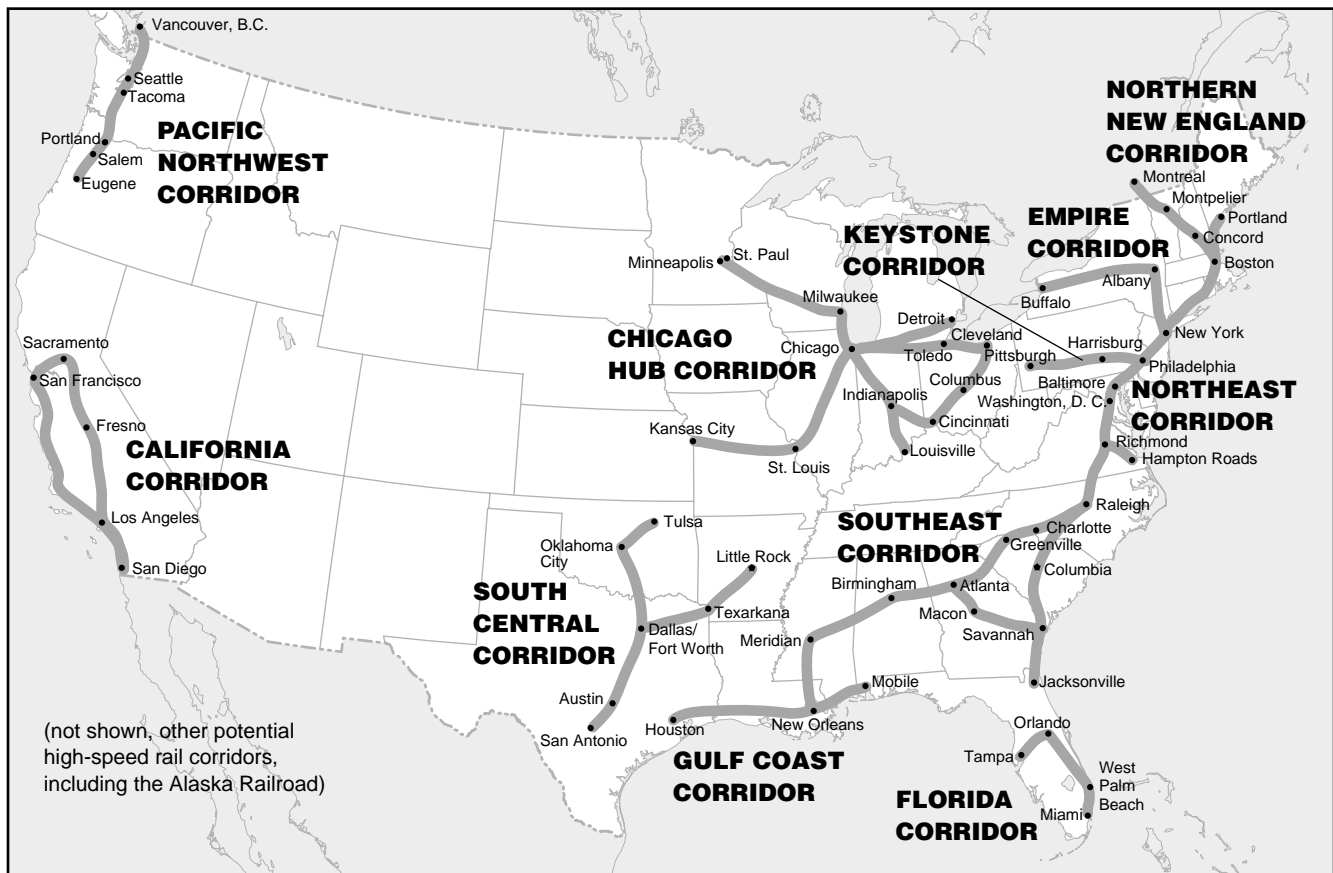 Vancouver, B.C.
Seattle
Tacoma
Portland
Salem
Eugene
PACIFIC
NORTHWEST
CORRIDOR
NORTHERN
NEW ENGLAND
CORRIDOR
Montreal
Montpelier
Portland
Concord
Boston
EMPIRE
CORRIDOR
Albany
Buffalo
KEYSTONE
CORRIDOR
New York
Harrisburg
Pittsburgh
Philadelphia
Baltimore
Washington, D. C.
NORTHEAST
CORRIDOR
Richmond
Hampton Roads
Minneapolis
St. Paul
Milwaukee
Chicago
Detroit
Toledo
Cleveland
Columbus
Indianapolis
Cincinnati
Louisville
Kansas City
St. Louis
CHICAGO
HUB CORRIDOR
Sacramento
San Francisco
Fresno
Los Angeles
San Diego
CALIFORNIA
CORRIDOR
Tulsa
Oklahoma
City
Little Rock
Texarkana
Dallas/
Fort Worth
Austin
San Antonio
SOUTH
CENTRAL
CORRIDOR
Raleigh
Charlotte
Greenville
Columbia
Atlanta
Macon
Savannah
Jacksonville
Birmingham
Meridian
SOUTHEAST
CORRIDOR
Mobile
New Orleans
Houston
GULF COAST
CORRIDOR
Orlando
Tampa
West
Palm
Beach
Miami
FLORIDA
CORRIDOR
(not shown, other potential
high-speed rail corridors,
including the Alaska Railroad)